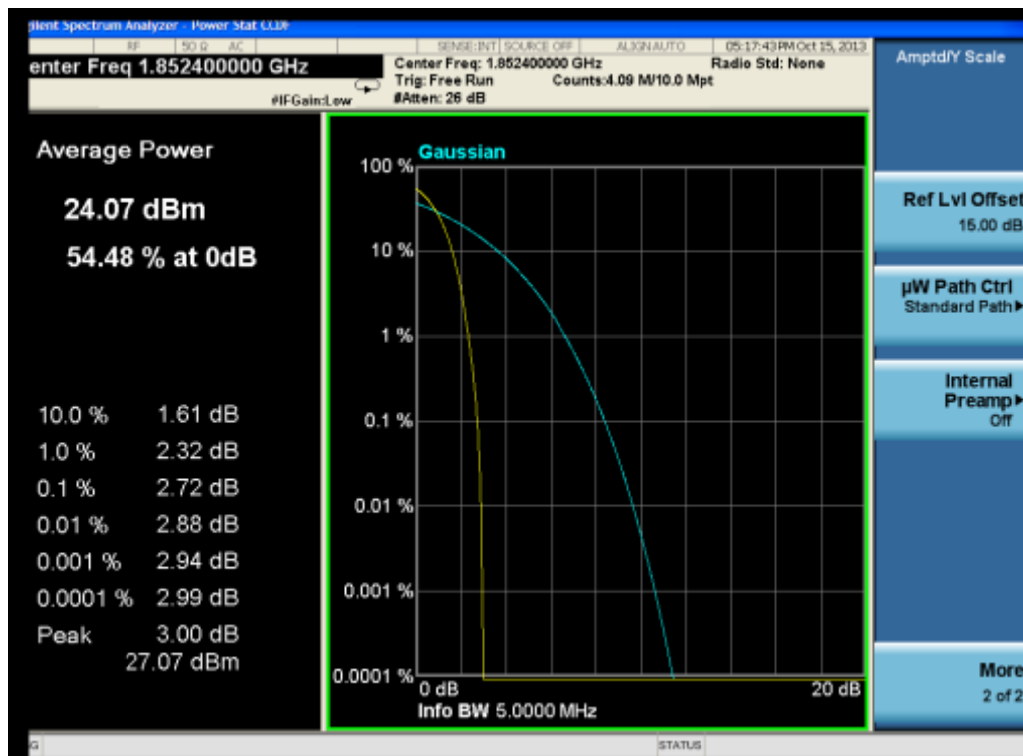 gilent Spectrum Analyzer - Power Stat CCDF
RF 50 Ω AC SENSE:INT SOURCE OFF ALIGNAUTO 05:17:43 PM Oct 15, 2013
enter Freq 1.852400000 GHz
Center Freq: 1.852400000 GHz Radio Std: None
Trig: Free Run Counts:4.09 M/10.0 Mpt
#IFGain:Low #Atten: 26 dB
Amptd/Y Scale
Average Power
24.07 dBm
54.48 % at 0dB
10.0 % 1.61 dB
1.0 % 2.32 dB
0.1 % 2.72 dB
0.01 % 2.88 dB
0.001 % 2.94 dB
0.0001 % 2.99 dB
Peak 3.00 dB
27.07 dBm
Gaussian
100 %
10 %
1 %
0.1 %
0.01 %
0.001 %
0.0001 %
0 dB 20 dB
Info BW 5.0000 MHz
Ref Lvl Offset
15.00 dB
µW Path Ctrl
Standard Path
Internal
Preamp
Off
More
2 of 2
G STATUS